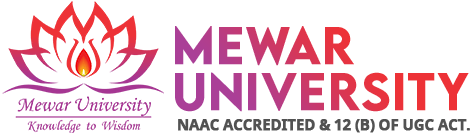 Mewar University
Knowledge to Wisdom
MEWAR
UNIVERSITY
NAAC ACCREDITED & 12 (B) OF UGC ACT.